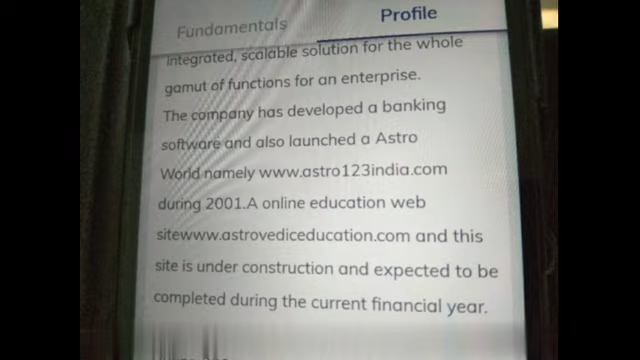 Fundamentals
Profile
integrated, scalable solution for the whole
gamut of functions for an enterprise.
The company has developed a banking
software and also launched a Astro
World namely www.astro123india.com
during 2001.A online education web
sitewww.astrovediceducation.com and this
site is under construction and expected to be
completed during the current financial year.